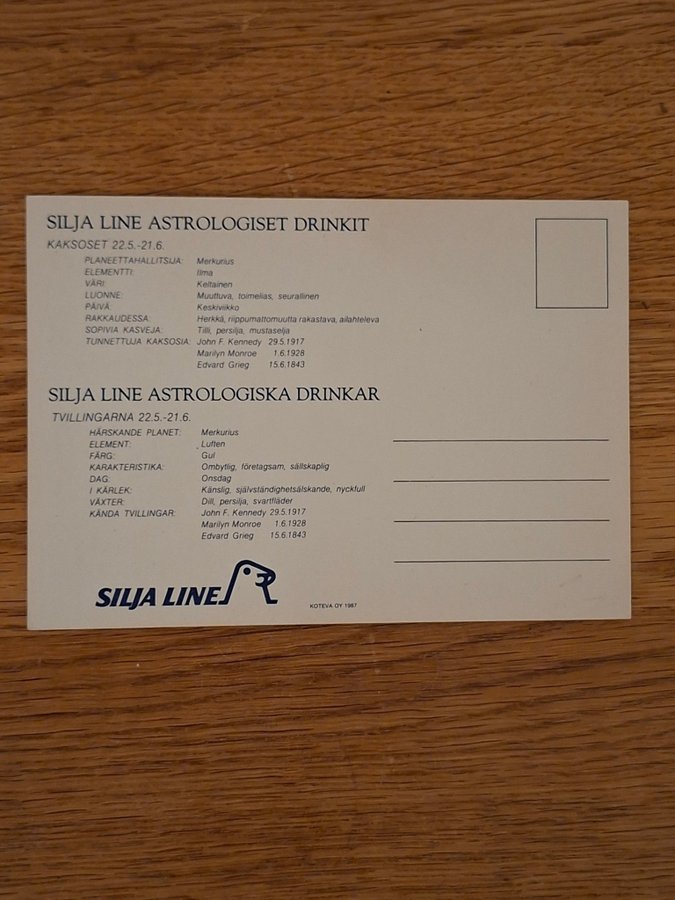 SILJA LINE ASTROLOGISET DRINKIT
KAKSOSET 22.5.-21.6.
PLANEETTAHALLITSIJA: Merkurius
ELEMENTTI: Ilma
VÄRI: Keltainen
LUONNE: Muuttuva, toimelias, seurallinen
PÄIVÄ: Keskiviikko
RAKKAUDESSA: Herkkä, riippumattomuutta rakastava, ailahteleva
SOPIVIA KASVEJA: Tilli, persilja, mustaselja
TUNNETTUJA KAKSOSIA: John F. Kennedy 29.5.1917
Marilyn Monroe 1.6.1928
Edvard Grieg 15.6.1843
SILJA LINE ASTROLOGISKA DRINKAR
TVILLINGARNA 22.5.-21.6.
HÄRSKANDE PLANET: Merkurius
ELEMENT: Luften
FÄRG: Gul
KARAKTERISTIKA: Ombytlig, företagsam, sällskaplig
DAG: Onsdag
I KÄRLEK: Känslig, självständighetsälskande, nyckfull
VÄXTER: Dill, persilja, svartfläder
KÄNDA TVILLINGAR: John F. Kennedy 29.5.1917
Marilyn Monroe 1.6.1928
Edvard Grieg 15.6.1843
SILJA LINE
KOTEVA OY 1987